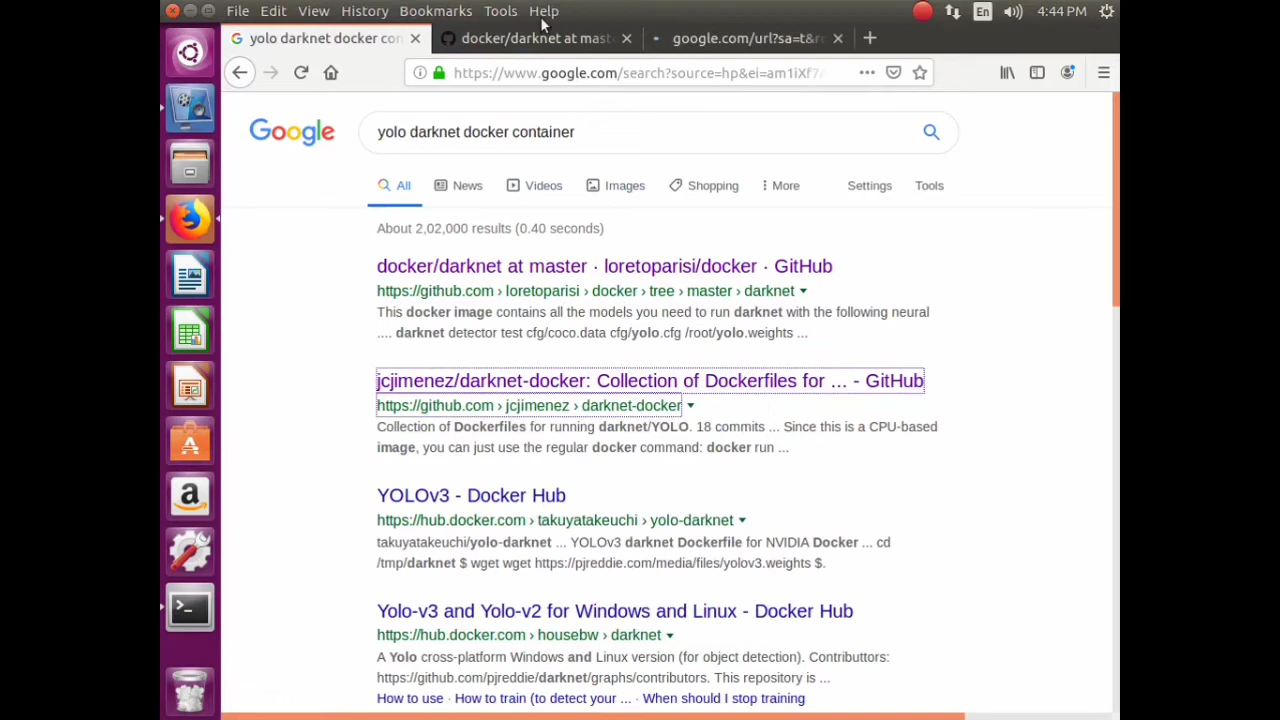 File Edit View History Bookmarks Tools Help
En 4:44 PM
yolo darknet docker con
docker/darknet at mast
google.com/url?sa=t&r
https://www.google.com/search?source=hp&ei=am1iXf7
Google
yolo darknet docker container
All News Videos Images Shopping More Settings Tools
About 2,02,000 results (0.40 seconds)
docker/darknet at master · loretoparisi/docker · GitHub
https://github.com › loretoparisi › docker › tree › master › darknet
This docker image contains all the models you need to run darknet with the following neural
.... darknet detector test cfg/coco.data cfg/yolo.cfg /root/yolo.weights ...
jcjimenez/darknet-docker: Collection of Dockerfiles for ... - GitHub
https://github.com › jcjimenez › darknet-docker
Collection of Dockerfiles for running darknet/YOLO. 18 commits ... Since this is a CPU-based
image, you can just use the regular docker command: docker run ...
YOLOv3 - Docker Hub
https://hub.docker.com › takuyatakeuchi › yolo-darknet
takuyatakeuchi/yolo-darknet ... YOLOv3 darknet Dockerfile for NVIDIA Docker ... cd
/tmp/darknet $ wget wget https://pjreddie.com/media/files/yolov3.weights $.
Yolo-v3 and Yolo-v2 for Windows and Linux - Docker Hub
https://hub.docker.com › housebw › darknet
A Yolo cross-platform Windows and Linux version (for object detection). Contributtors:
https://github.com/pjreddie/darknet/graphs/contributors. This repository is ...
How to use · How to train (to detect your ... · When should I stop training